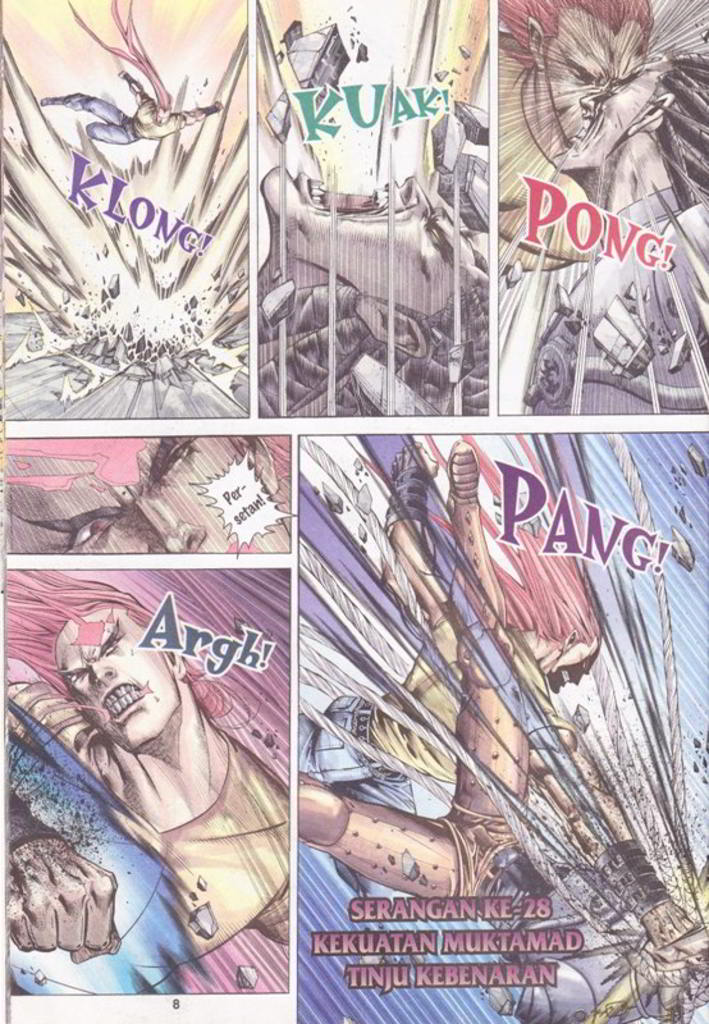 KLONG!
KUAK!
PONG!
Per-
setan!
PANG!
Argh!
SERANGAN KE-28
KEKUATAN MUKTAMAD
TINJU KEBENARAN
8